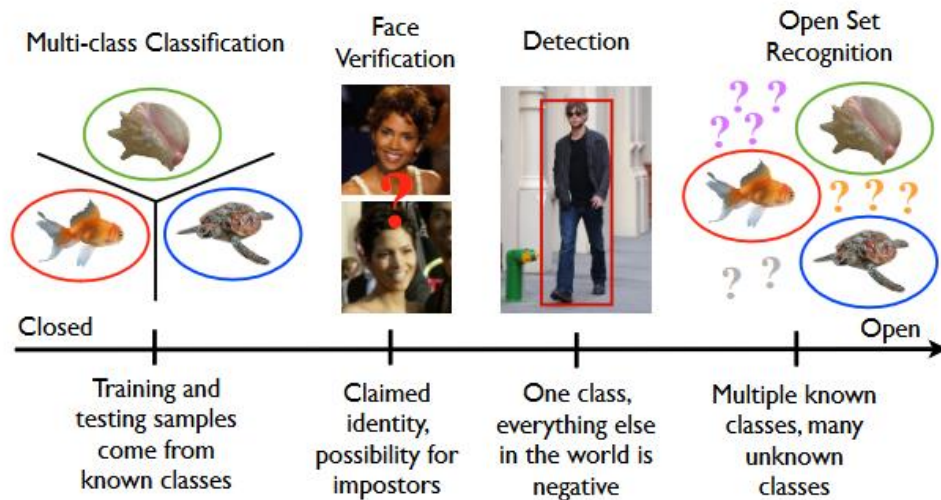 Multi-class Classification
Face
Verification
Detection
Open Set
Recognition
?
? ?
? ?
? ? ?
? ?
Closed
Open
Training and
testing samples
come from
known classes
Claimed
identity,
possibility for
impostors
One class,
everything else
in the world is
negative
Multiple known
classes, many
unknown
classes